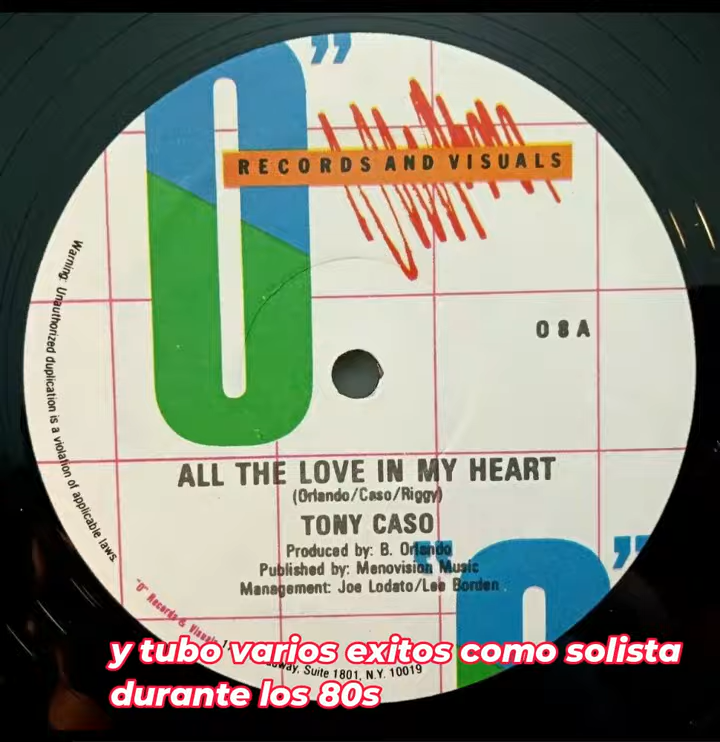 "O"
RECORDS AND VISUALS
Warning: Unauthorized duplication is a violation of applicable laws.
08A
ALL THE LOVE IN MY HEART
(Orlando/Caso/Riggy)
TONY CASO
Produced by: B. Orlando
Published by: Menovision Music
Management: Joe Lodato/Lee Borden
"O" Records & Visuals Suite 1801, N.Y. 10019
y tubo varios exitos como solista
durante los 80s